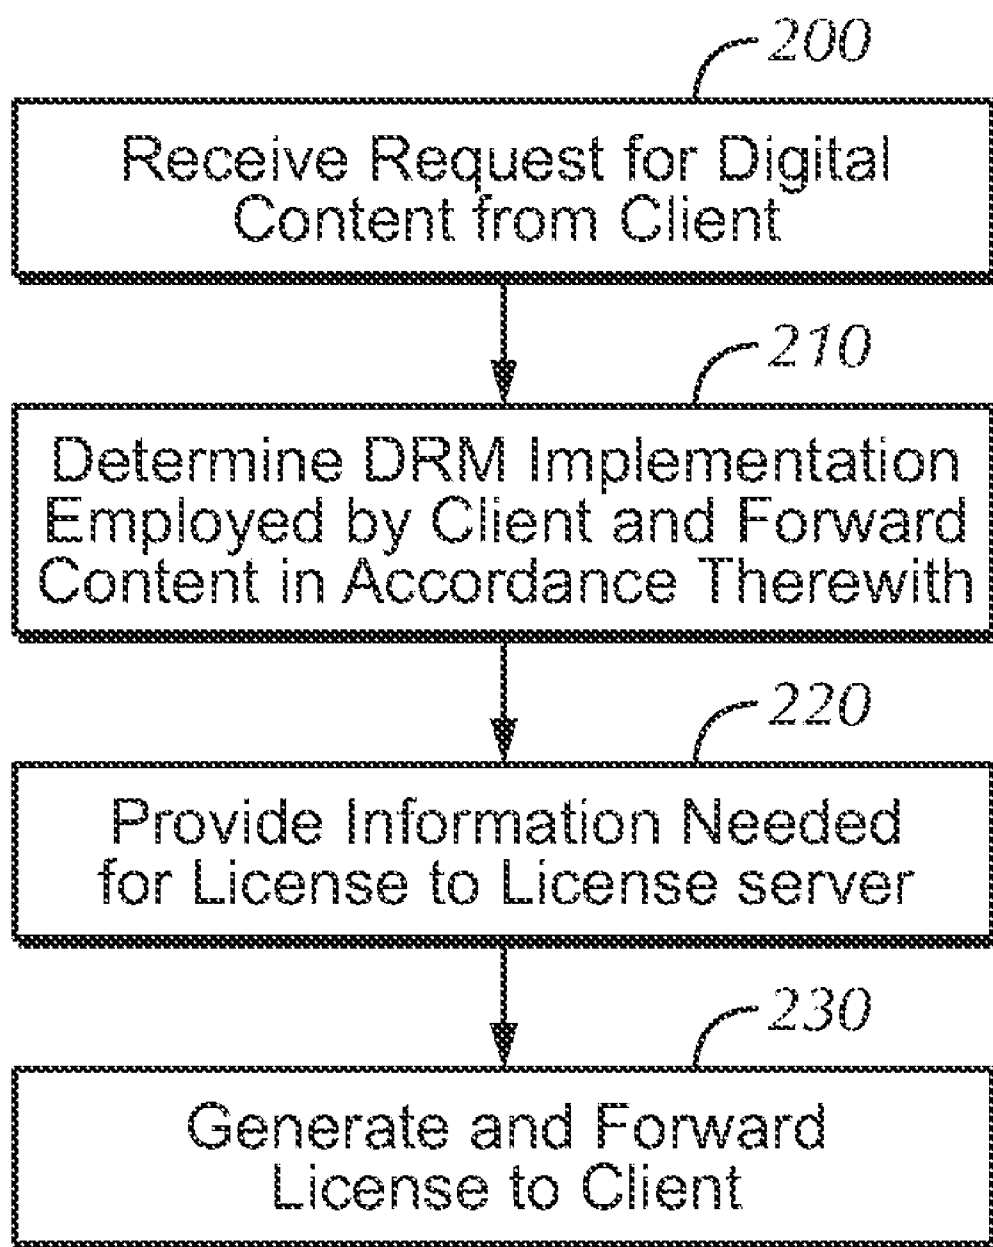 200
Receive Request for Digital
Content from Client
210
Determine DRM Implementation
Employed by Client and Forward
Content in Accordance Therewith
220
Provide Information Needed
for License to License server
230
Generate and Forward
License to Client